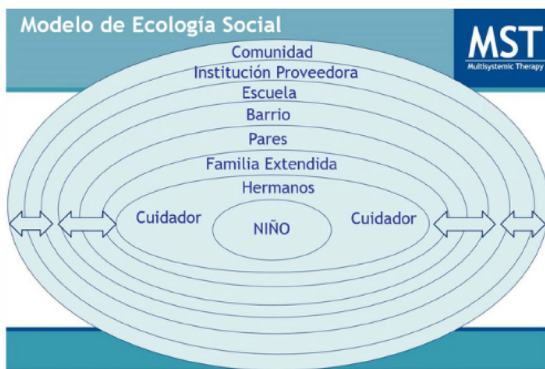 Modelo de Ecología Social
MST
Multisystemic Therapy
Comunidad
Institución Proveedora
Escuela
Barrio
Pares
Familia Extendida
Hermanos
Cuidador
NIÑO
Cuidador